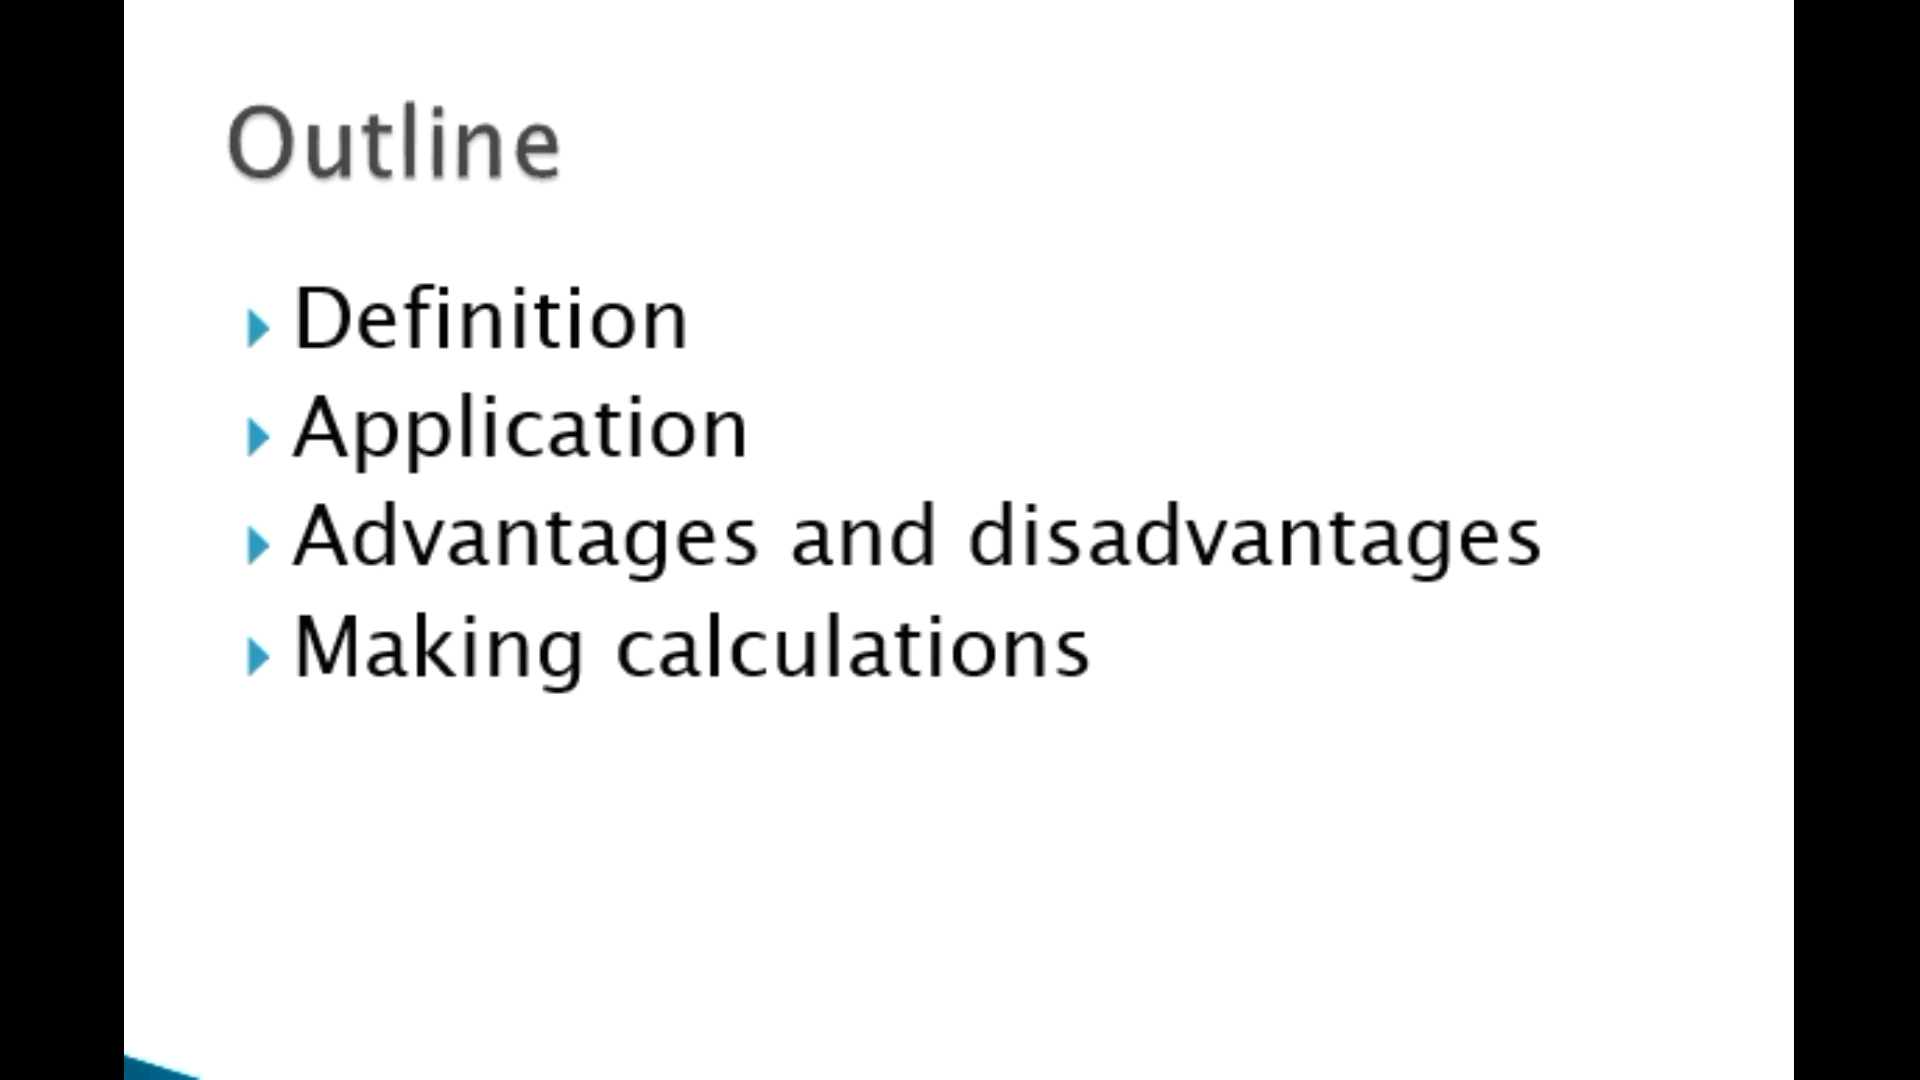 Outline
Definition
Application
Advantages and disadvantages
Making calculations